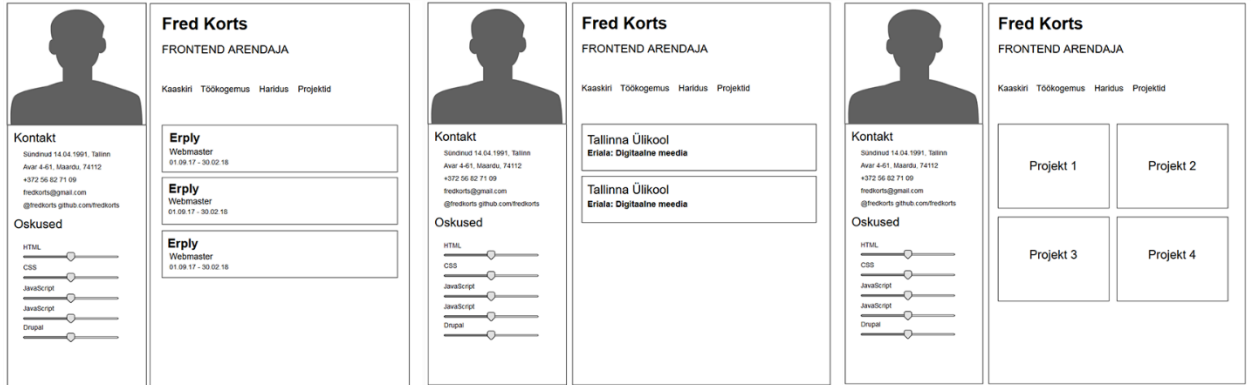 Kontakt
Sündinud 14.04.1991, Tallinn
Avar 4-61, Maardu, 74112
+372 56 82 71 09
fredkorts@gmail.com
@fredkorts github.com/fredkorts
Oskused
HTML
CSS
JavaScript
JavaScript
Drupal
Fred Korts
FRONTEND ARENDAJA
Kaaskiri Töökogemus Haridus Projektid
Erply
Webmaster
01.09.17 - 30.02.18
Erply
Webmaster
01.09.17 - 30.02.18
Erply
Webmaster
01.09.17 - 30.02.18
Kontakt
Sündinud 14.04.1991, Tallinn
Avar 4-61, Maardu, 74112
+372 56 82 71 09
fredkorts@gmail.com
@fredkorts github.com/fredkorts
Oskused
HTML
CSS
JavaScript
JavaScript
Drupal
Fred Korts
FRONTEND ARENDAJA
Kaaskiri Töökogemus Haridus Projektid
Tallinna Ülikool
Eriala: Digitaalne meedia
Tallinna Ülikool
Eriala: Digitaalne meedia
Kontakt
Sündinud 14.04.1991, Tallinn
Avar 4-61, Maardu, 74112
+372 56 82 71 09
fredkorts@gmail.com
@fredkorts github.com/fredkorts
Oskused
HTML
CSS
JavaScript
JavaScript
Drupal
Fred Korts
FRONTEND ARENDAJA
Kaaskiri Töökogemus Haridus Projektid
Projekt 1 Projekt 2
Projekt 3 Projekt 4